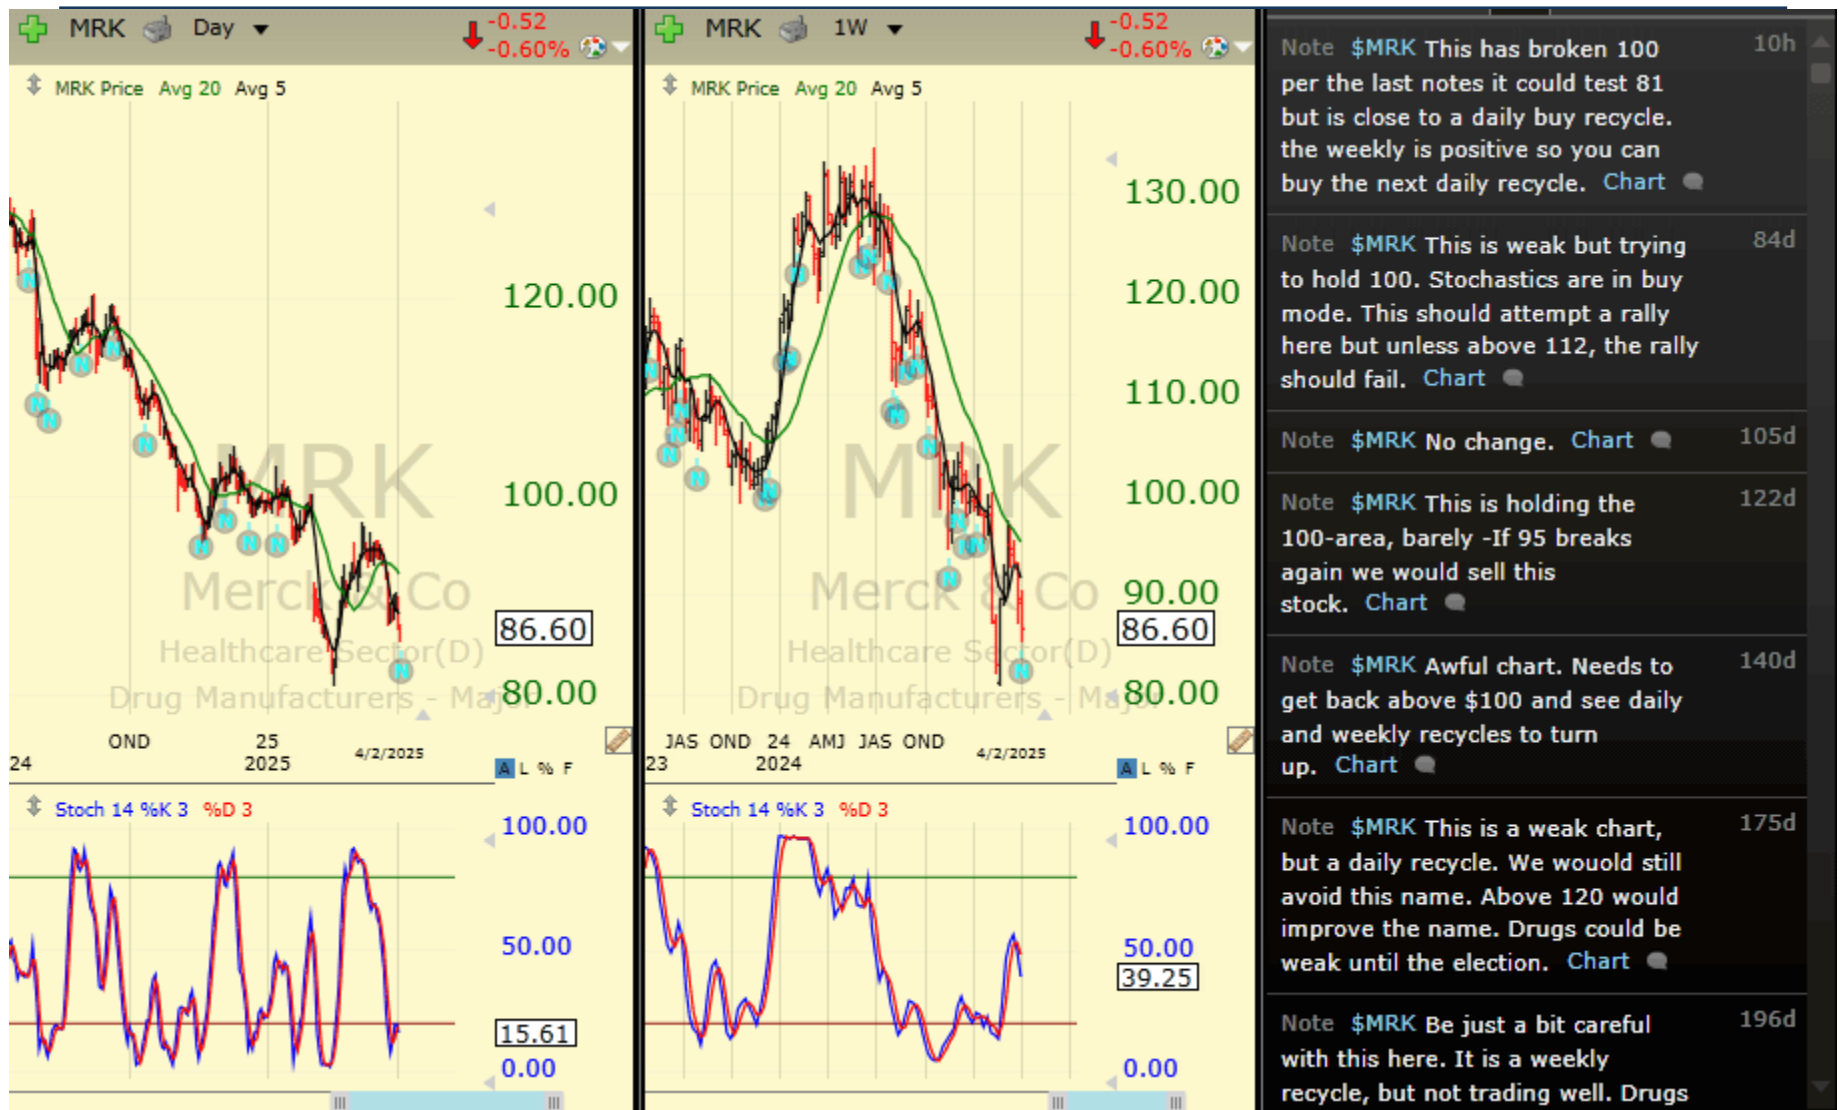 MRK Day
-0.52
-0.60%
MRK Price Avg 20 Avg 5
120.00
100.00
86.60
80.00
MRK
Merck & Co
Healthcare Sector(D)
Drug Manufacturers - Major
OND 25
24 2025 4/2/2025
A L % F
Stoch 14 %K 3 %D 3
100.00
50.00
15.61
0.00
MRK 1W
-0.52
-0.60%
MRK Price Avg 20 Avg 5
130.00
120.00
110.00
100.00
90.00
86.60
80.00
MRK
Merck & Co
Healthcare Sector(D)
Drug Manufacturers - Major
JAS OND 24 AMJ JAS OND
23 2024 4/2/2025
A L % F
Stoch 14 %K 3 %D 3
100.00
50.00
39.25
0.00
Note $MRK This has broken 100 10h
per the last notes it could test 81
but is close to a daily buy recycle.
the weekly is positive so you can
buy the next daily recycle. Chart
Note $MRK This is weak but trying 84d
to hold 100. Stochastics are in buy
mode. This should attempt a rally
here but unless above 112, the rally
should fail. Chart
Note $MRK No change. Chart 105d
Note $MRK This is holding the 122d
100-area, barely -If 95 breaks
again we would sell this
stock. Chart
Note $MRK Awful chart. Needs to 140d
get back above $100 and see daily
and weekly recycles to turn
up. Chart
Note $MRK This is a weak chart, 175d
but a daily recycle. We wouold still
avoid this name. Above 120 would
improve the name. Drugs could be
weak until the election. Chart
Note $MRK Be just a bit careful 196d
with this here. It is a weekly
recycle, but not trading well. Drugs